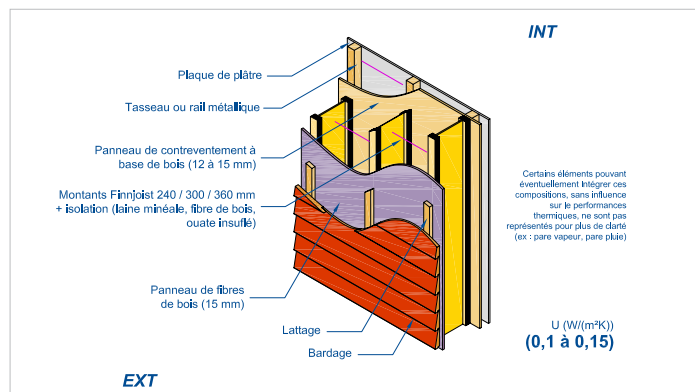 INT
Plaque de plâtre
Tasseau ou rail métallique
Panneau de contreventement à
base de bois (12 à 15 mm)
Montants Finnjoist 240 / 300 / 360 mm
+ isolation (laine minéale, fibre de bois,
ouate insuflé)
Panneau de fibres
de bois (15 mm)
Lattage
Bardage
Certains éléments pouvant
éventuellement Intégrer ces
compositions, sans influence
sur le performances
thermiques, ne sont pas
représentés pour plus de clarté
(ex : pare vapeur, pare pluie)
U (W/(m²K))
(0,1 à 0,15)
EXT